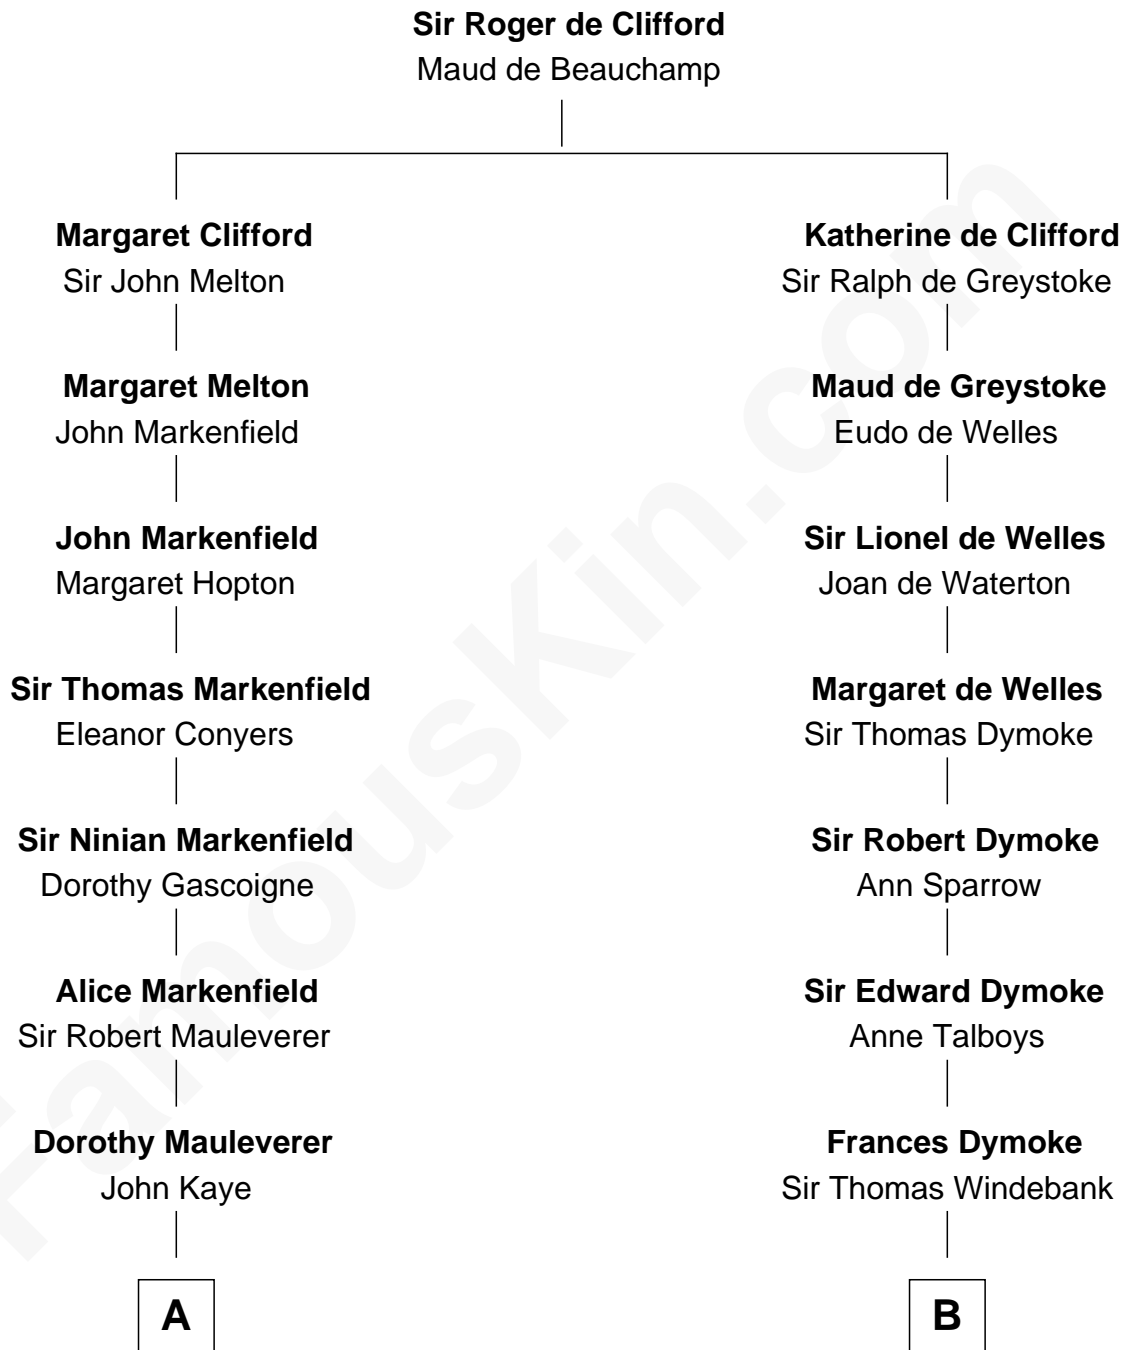 Sir Roger de Clifford
Maud de Beauchamp
Margaret Clifford
Sir John Melton
Katherine de Clifford
Sir Ralph de Greystoke
Margaret Melton
John Markenfield
Maud de Greystoke
Eudo de Welles
John Markenfield
Margaret Hopton
Sir Lionel de Welles
Joan de Waterton
Sir Thomas Markenfield
Eleanor Conyers
Margaret de Welles
Sir Thomas Dymoke
Sir Ninian Markenfield
Dorothy Gascoigne
Sir Robert Dymoke
Ann Sparrow
Alice Markenfield
Sir Robert Mauleverer
Sir Edward Dymoke
Anne Talboys
Dorothy Mauleverer
John Kaye
Frances Dymoke
Sir Thomas Windebank
A
B
FamousKin.com